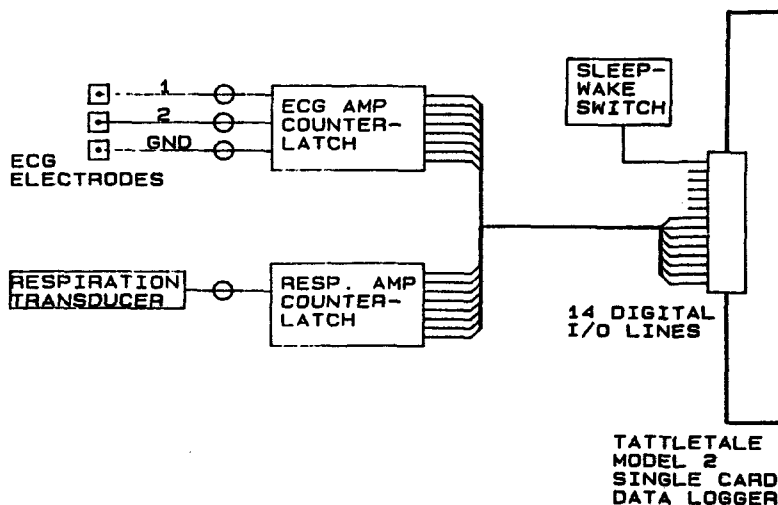 1
2
GND
ECG
ELECTRODES
ECG AMP
COUNTER-
LATCH
SLEEP-
WAKE
SWITCH
RESPIRATION
TRANSDUCER
RESP. AMP
COUNTER-
LATCH
14 DIGITAL
I/O LINES
TATTLETALE
MODEL 2
SINGLE CARD
DATA LOGGER